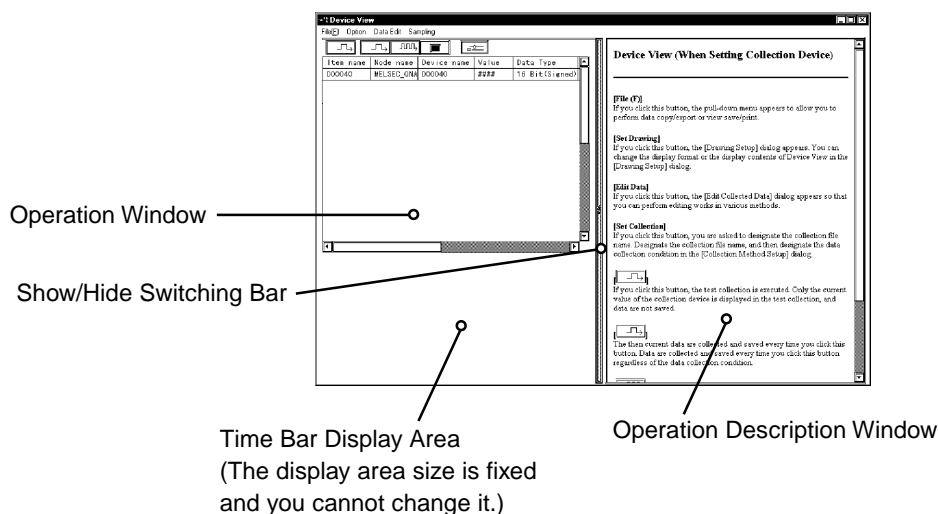 Device View
File(F) Option Data Edit Sampling
Item name Node name Device name Value Data Type
D00040 MELSEC_QNA D00040 #### 16 Bit(Signed)
Device View (When Setting Collection Device)
[File (F)]
If you click this button, the pull-down menu appears to allow you to
perform data copy/export or view save/print.
[Set Drawing]
If you click this button, the [Drawing Setup] dialog appears. You can
change the display format or the display contents of Device View in the
[Drawing Setup] dialog.
[Edit Data]
If you click this button, the [Edit Collected Data] dialog appears so that
you can perform editing works in various methods.
[Set Collection]
If you click this button, you are asked to designate the collection file
name. Designate the collection file name, and then designate the data
collection condition in the [Collection Method Setup] dialog.
[ ]
If you click this button, the test collection is executed. Only the current
value of the collection device is displayed in the test collection, and
data are not saved.
[ ]
The then current data are collected and saved every time you click this
button. Data are collected and saved every time you click this button
regardless of the data collection condition.
Operation Window
Show/Hide Switching Bar
Time Bar Display Area
(The display area size is fixed
and you cannot change it.)
Operation Description Window